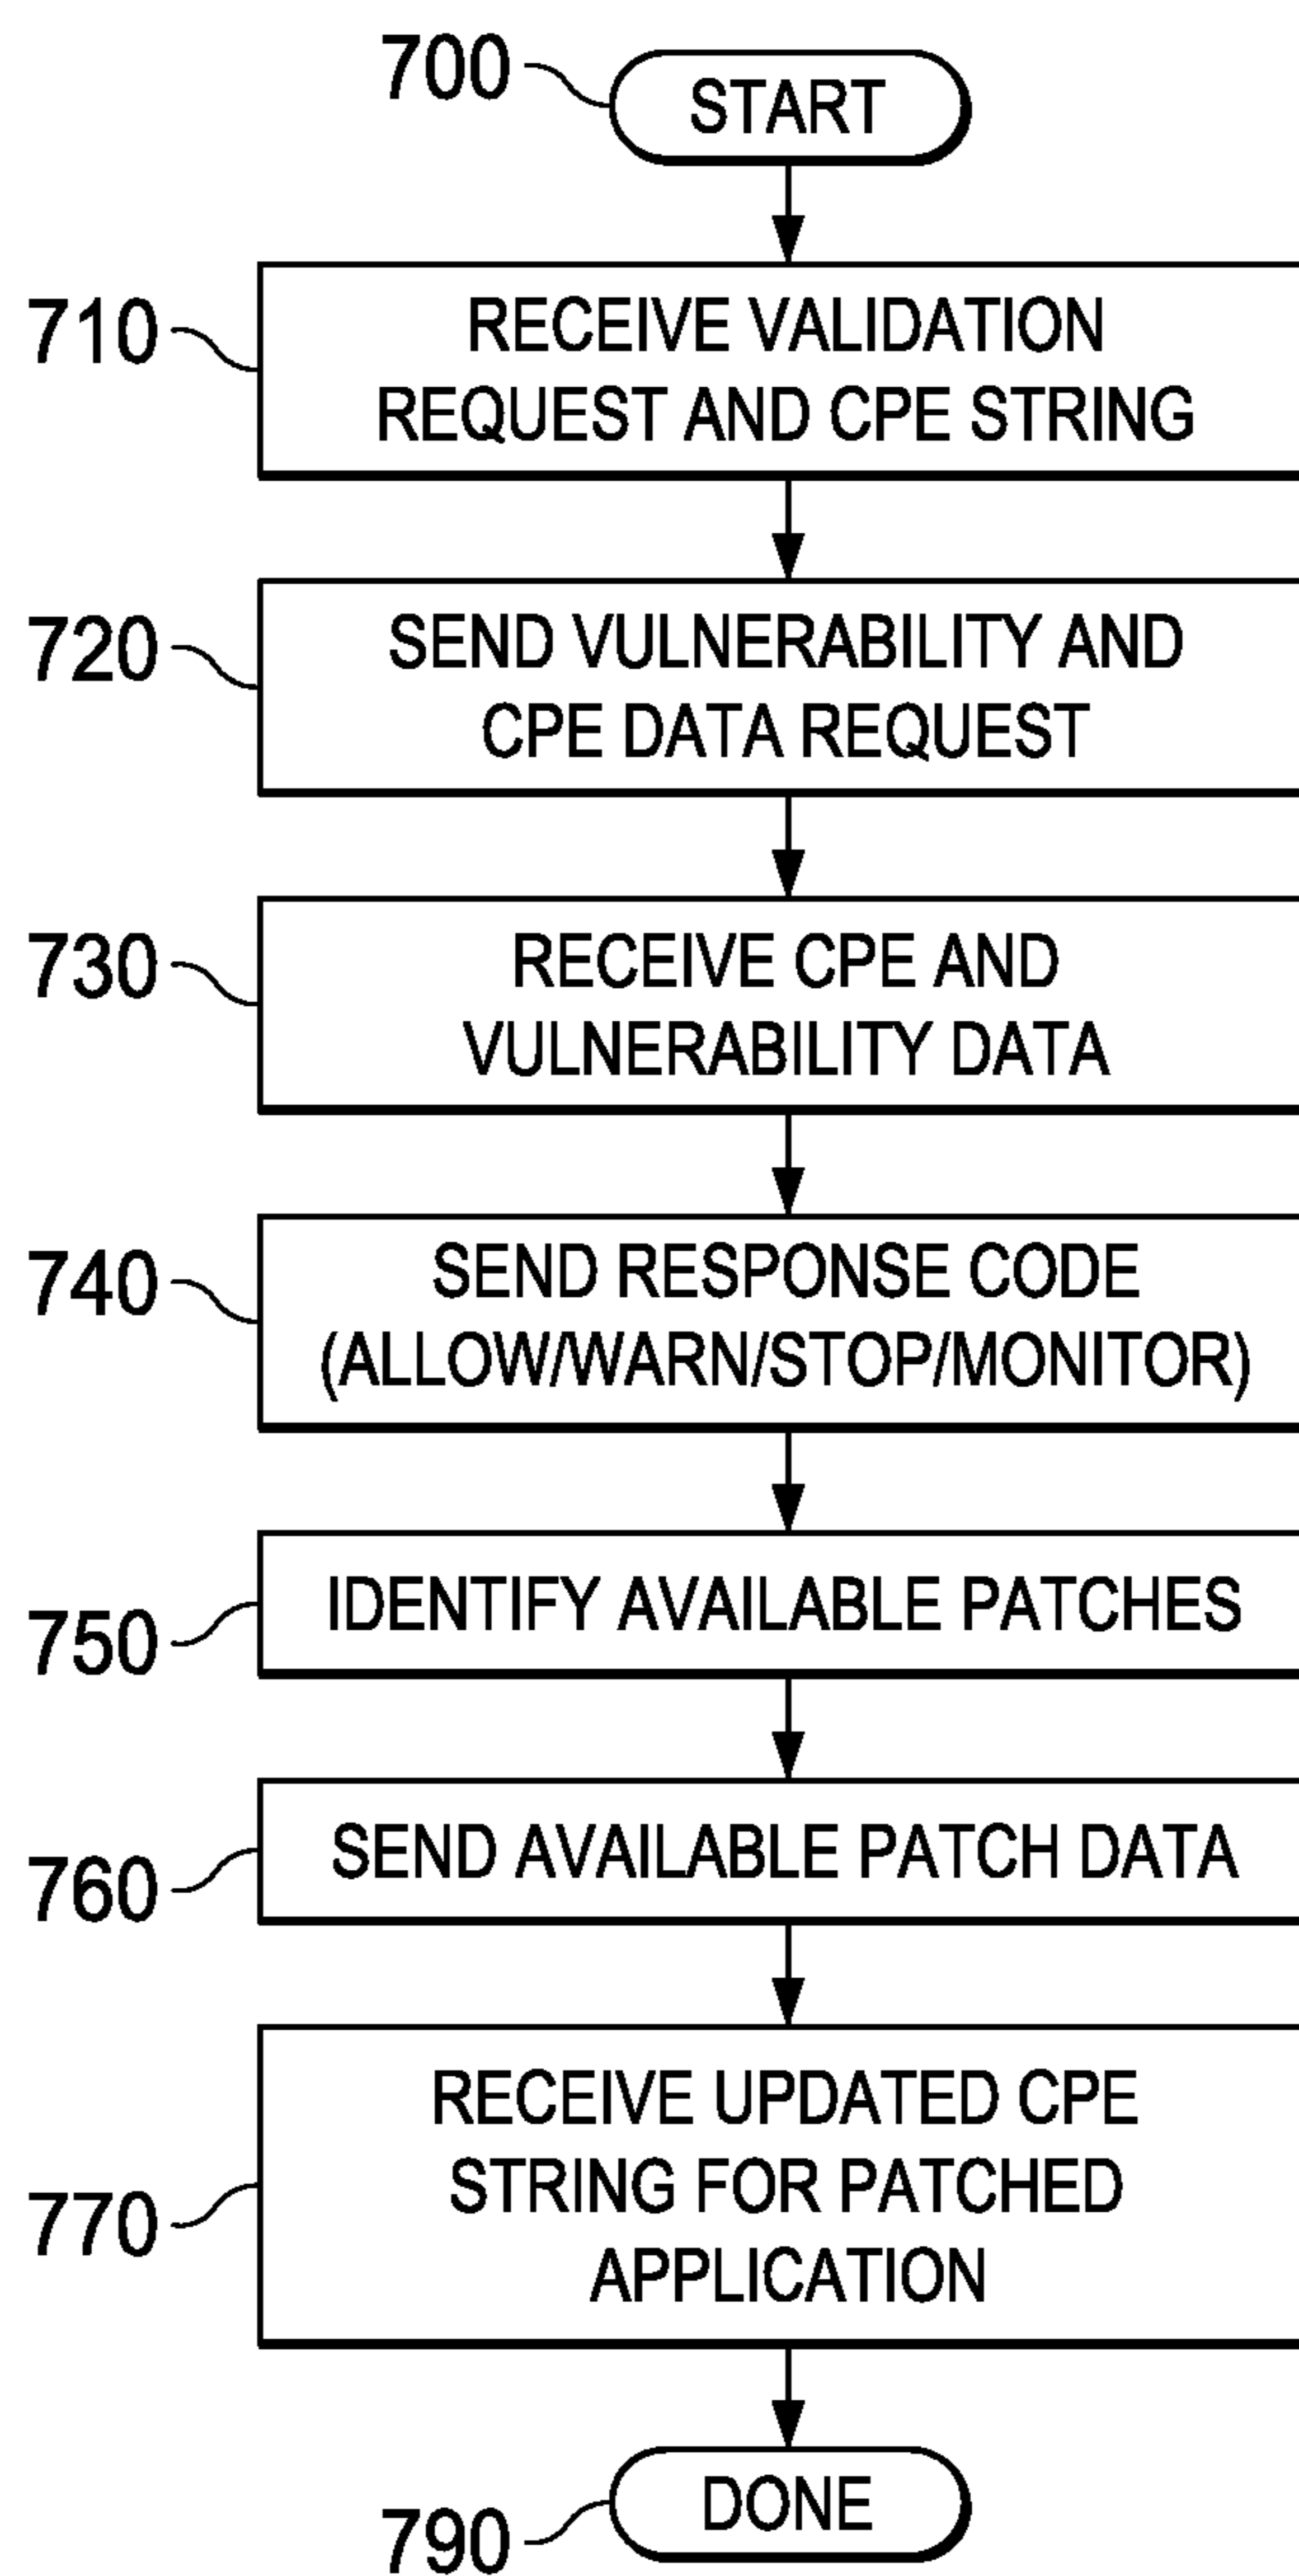 700
START
710
RECEIVE VALIDATION
REQUEST AND CPE STRING
720
SEND VULNERABILITY AND
CPE DATA REQUEST
730
RECEIVE CPE AND
VULNERABILITY DATA
740
SEND RESPONSE CODE
(ALLOW/WARN/STOP/MONITOR)
750
IDENTIFY AVAILABLE PATCHES
760
SEND AVAILABLE PATCH DATA
770
RECEIVE UPDATED CPE
STRING FOR PATCHED
APPLICATION
790
DONE